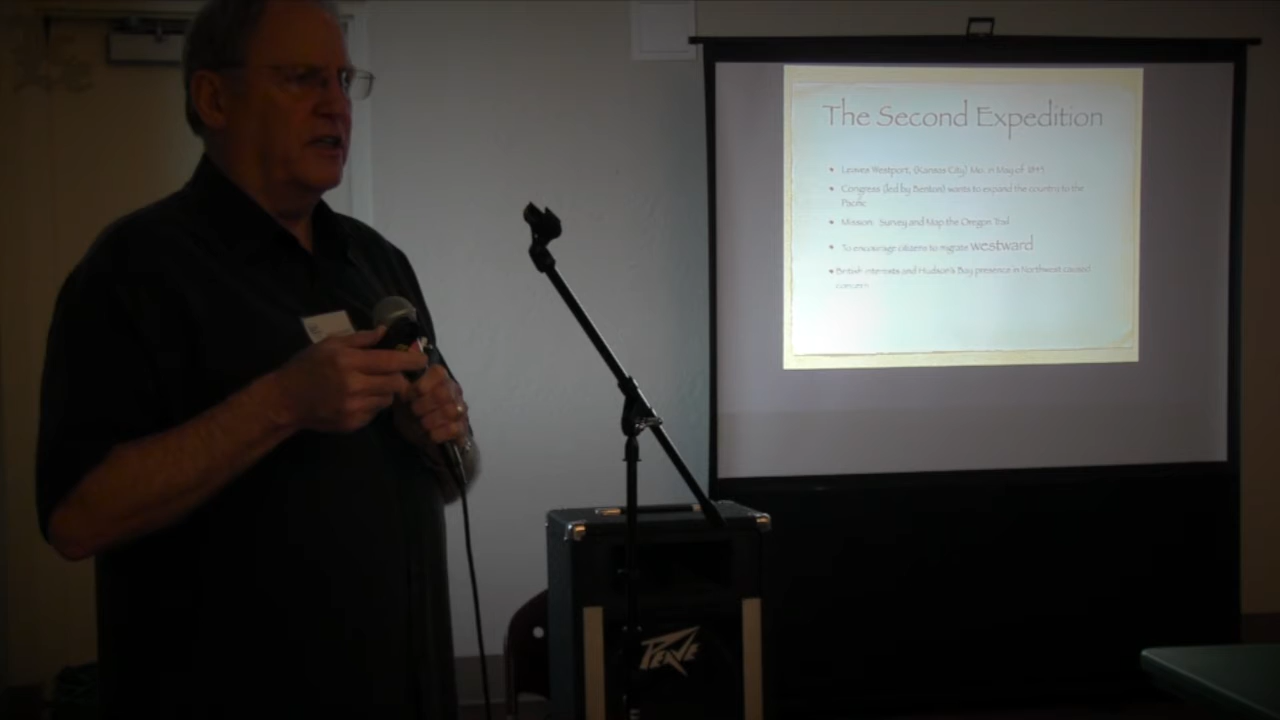 The Second Expedition
• Leaves Westport, (Kansas City) Mo. in May of
• Congress (led by Benton) wants to expand the country to the
Pacific
• Mission: Survey and Map the Oregon Trail
• To encourage citizens to migrate westward
• British interests and Hudson's Bay presence in Northwest caused
concern
PEAVEY